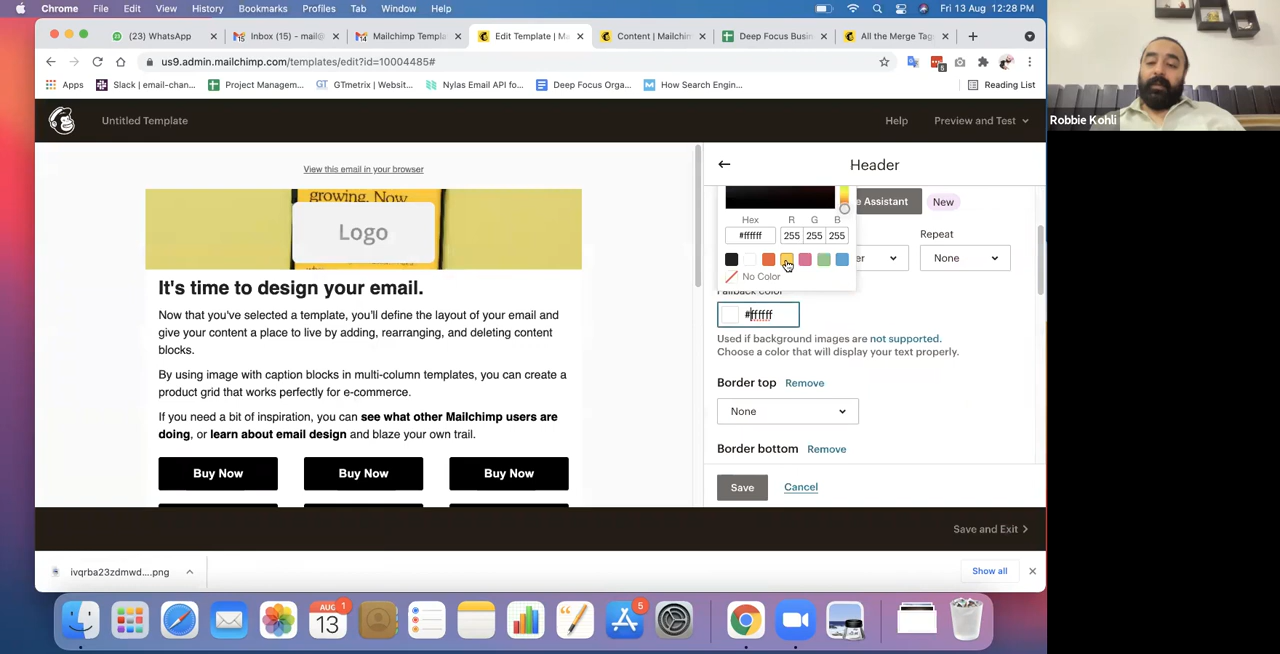 Chrome File Edit View History Bookmarks Profiles Tab Window Help Fri 13 Aug 12:28 PM
(23) WhatsApp Inbox (15) - mail@ Mailchimp Templa Edit Template | Ma Content | Mailchim Deep Focus Busin All the Merge Tag
us9.admin.mailchimp.com/templates/edit?id=10004485#
Apps Slack | email-chan... Project Managem... GTmetrix | Websit... Nylas Email API fo... Deep Focus Orga... How Search Engin... Reading List
Untitled Template Help Preview and Test
View this email in your browser
growing. Now
Logo
It's time to design your email.
Now that you've selected a template, you'll define the layout of your email and
give your content a place to live by adding, rearranging, and deleting content
blocks.
By using image with caption blocks in multi-column templates, you can create a
product grid that works perfectly for e-commerce.
If you need a bit of inspiration, you can see what other Mailchimp users are
doing, or learn about email design and blaze your own trail.
Buy Now Buy Now Buy Now
Header
e Assistant New
Hex R G B
#ffffff 255 255 255
Repeat
er None
No Color
Fallback color
#ffffff
Used if background images are not supported.
Choose a color that will display your text properly.
Border top Remove
None
Border bottom Remove
Save Cancel
Save and Exit
ivqrba23zdmwd....png Show all
AUG 1
13
5
Robbie Kohli